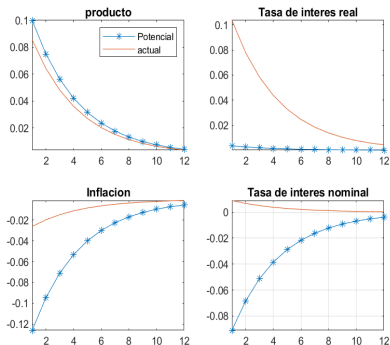 producto
0.1
0.08
0.06
0.04
0.02
2 4 6 8 10 12
Potencial
actual
Tasa de interes real
0.1
0.08
0.06
0.04
0.02
2 4 6 8 10 12
Inflacion
-0.02
-0.04
-0.06
-0.08
-0.1
-0.12
2 4 6 8 10 12
Tasa de interes nominal
0
-0.02
-0.04
-0.06
-0.08
2 4 6 8 10 12